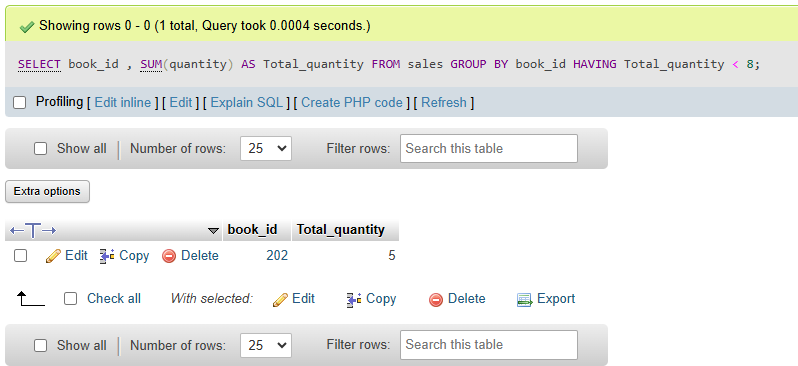 Showing rows 0 - 0 (1 total, Query took 0.0004 seconds.)
SELECT book_id , SUM(quantity) AS Total_quantity FROM sales GROUP BY book_id HAVING Total_quantity < 8;
Profiling [ Edit inline ] [ Edit ] [ Explain SQL ] [ Create PHP code ] [ Refresh ]
Show all | Number of rows: 25 Filter rows: Search this table
Extra options
book_id Total_quantity
Edit Copy Delete 202 5
Check all With selected: Edit Copy Delete Export
Show all | Number of rows: 25 Filter rows: Search this table